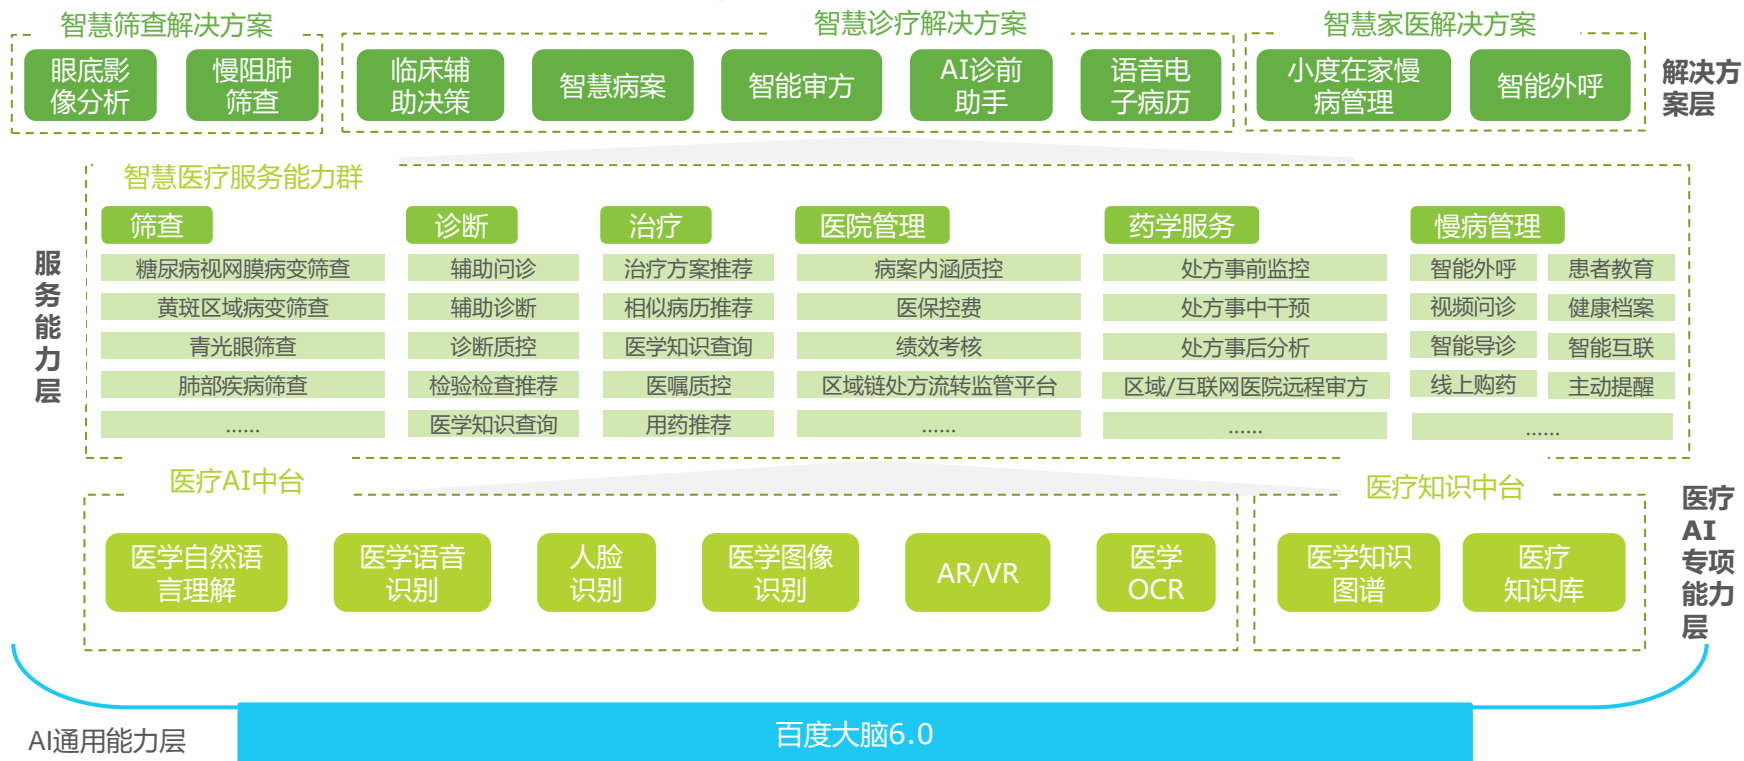 智慧筛查解决方案
智慧诊疗解决方案
智慧家医解决方案
眼底影
像分析
慢阻肺
筛查
临床辅
助决策
智慧病案
智能审方
AI诊前
助手
语音电
子病历
小度在家慢
病管理
智能外呼
解决方
案层
智慧医疗服务能力群
服
务
能
力
层
筛查
糖尿病视网膜病变筛查
黄斑区域病变筛查
青光眼筛查
肺部疾病筛查
......
诊断
辅助问诊
辅助诊断
诊断质控
检验检查推荐
医学知识查询
治疗
治疗方案推荐
相似病历推荐
医学知识查询
医嘱质控
用药推荐
医院管理
病案内涵质控
医保控费
绩效考核
区域链处方流转监管平台
......
药学服务
处方事前监控
处方事中干预
处方事后分析
区域/互联网医院远程审方
......
慢病管理
智能外呼
患者教育
视频问诊
健康档案
智能导诊
智能互联
线上购药
主动提醒
......
医疗AI中台
医学自然语
言理解
医学语音
识别
人脸
识别
医学图像
识别
AR/VR
医学
OCR
医疗知识中台
医学知识
图谱
医疗
知识库
医疗
AI
专项
能力
层
AI通用能力层
百度大脑6.0